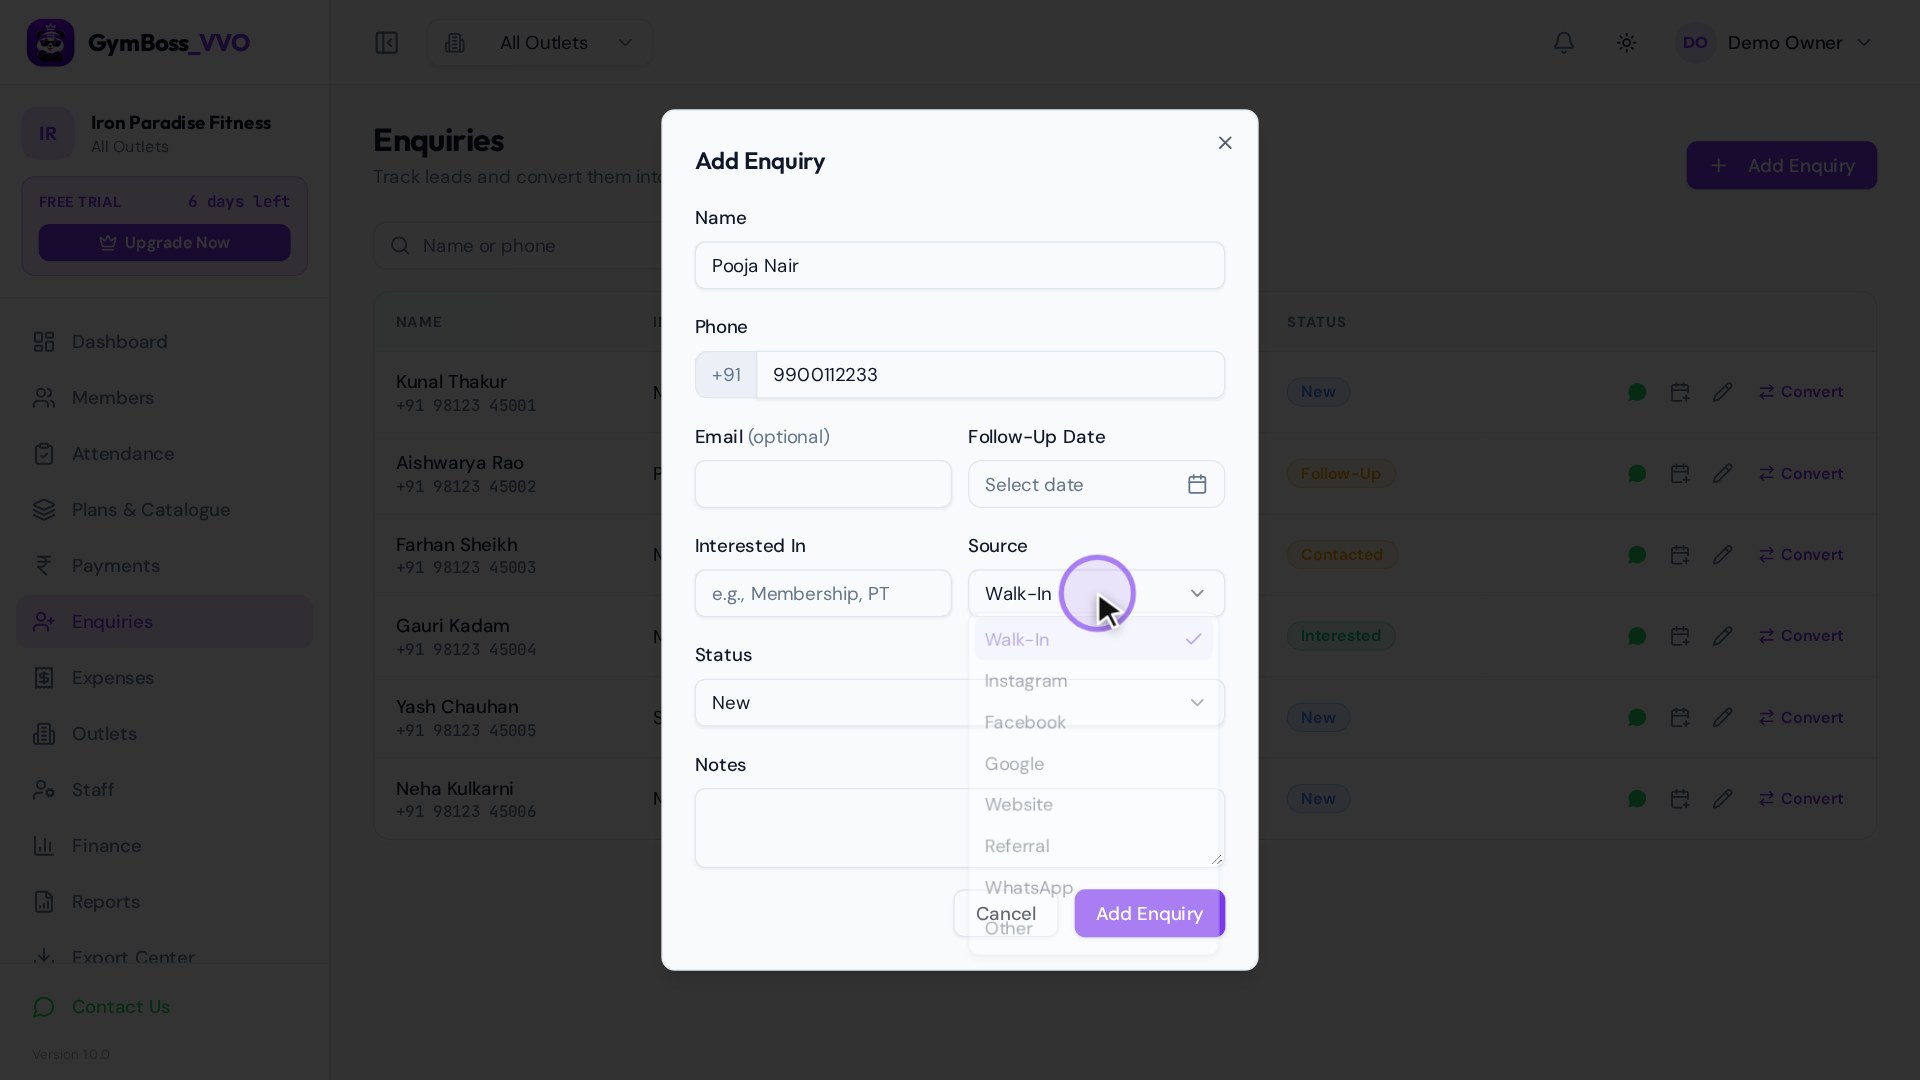 GymBoss_VVO
All Outlets
DO
Demo Owner
IR
Iron Paradise Fitness
All Outlets
FREE TRIAL
6 days left
Upgrade Now
Dashboard
Members
Attendance
Plans & Catalogue
Payments
Enquiries
Expenses
Outlets
Staff
Finance
Reports
Export Center
Contact Us
Version 1.0.0
Enquiries
Track leads and convert them
Add Enquiry
Name or phone
NAME
STATUS
Kunal Thakur
+91 98123 45001
New
Convert
Aishwarya Rao
+91 98123 45002
Follow-Up
Convert
Farhan Sheikh
+91 98123 45003
Contacted
Convert
Gauri Kadam
+91 98123 45004
Interested
Convert
Yash Chauhan
+91 98123 45005
New
Convert
Neha Kulkarni
+91 98123 45006
New
Convert
Add Enquiry
Name
Pooja Nair
Phone
+91
9900112233
Email (optional)
Follow-Up Date
Select date
Interested In
e.g., Membership, PT
Source
Walk-In
Walk-In
Instagram
Facebook
Google
Website
Referral
WhatsApp
Other
Status
New
Notes
Cancel
Add Enquiry